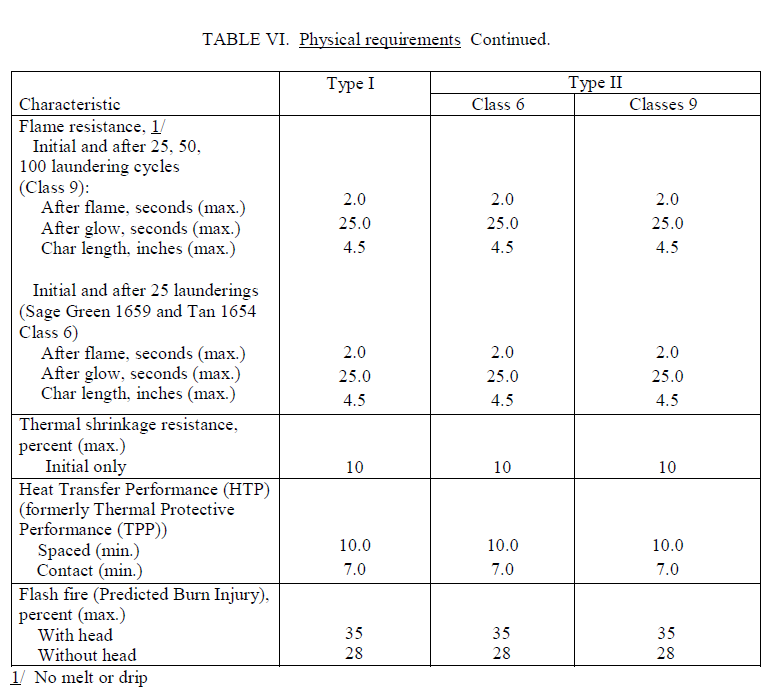 TABLE VI. Physical requirements Continued.
Characteristic Type I Type II
Class 6 Classes 9
Flame resistance, 1/
Initial and after 25, 50,
100 laundering cycles
(Class 9):
After flame, seconds (max.) 2.0 2.0 2.0
After glow, seconds (max.) 25.0 25.0 25.0
Char length, inches (max.) 4.5 4.5 4.5
Initial and after 25 launderings
(Sage Green 1659 and Tan 1654
Class 6)
After flame, seconds (max.) 2.0 2.0 2.0
After glow, seconds (max.) 25.0 25.0 25.0
Char length, inches (max.) 4.5 4.5 4.5
Thermal shrinkage resistance,
percent (max.)
Initial only 10 10 10
Heat Transfer Performance (HTP)
(formerly Thermal Protective
Performance (TPP))
Spaced (min.) 10.0 10.0 10.0
Contact (min.) 7.0 7.0 7.0
Flash fire (Predicted Burn Injury),
percent (max.)
With head 35 35 35
Without head 28 28 28
1/ No melt or drip